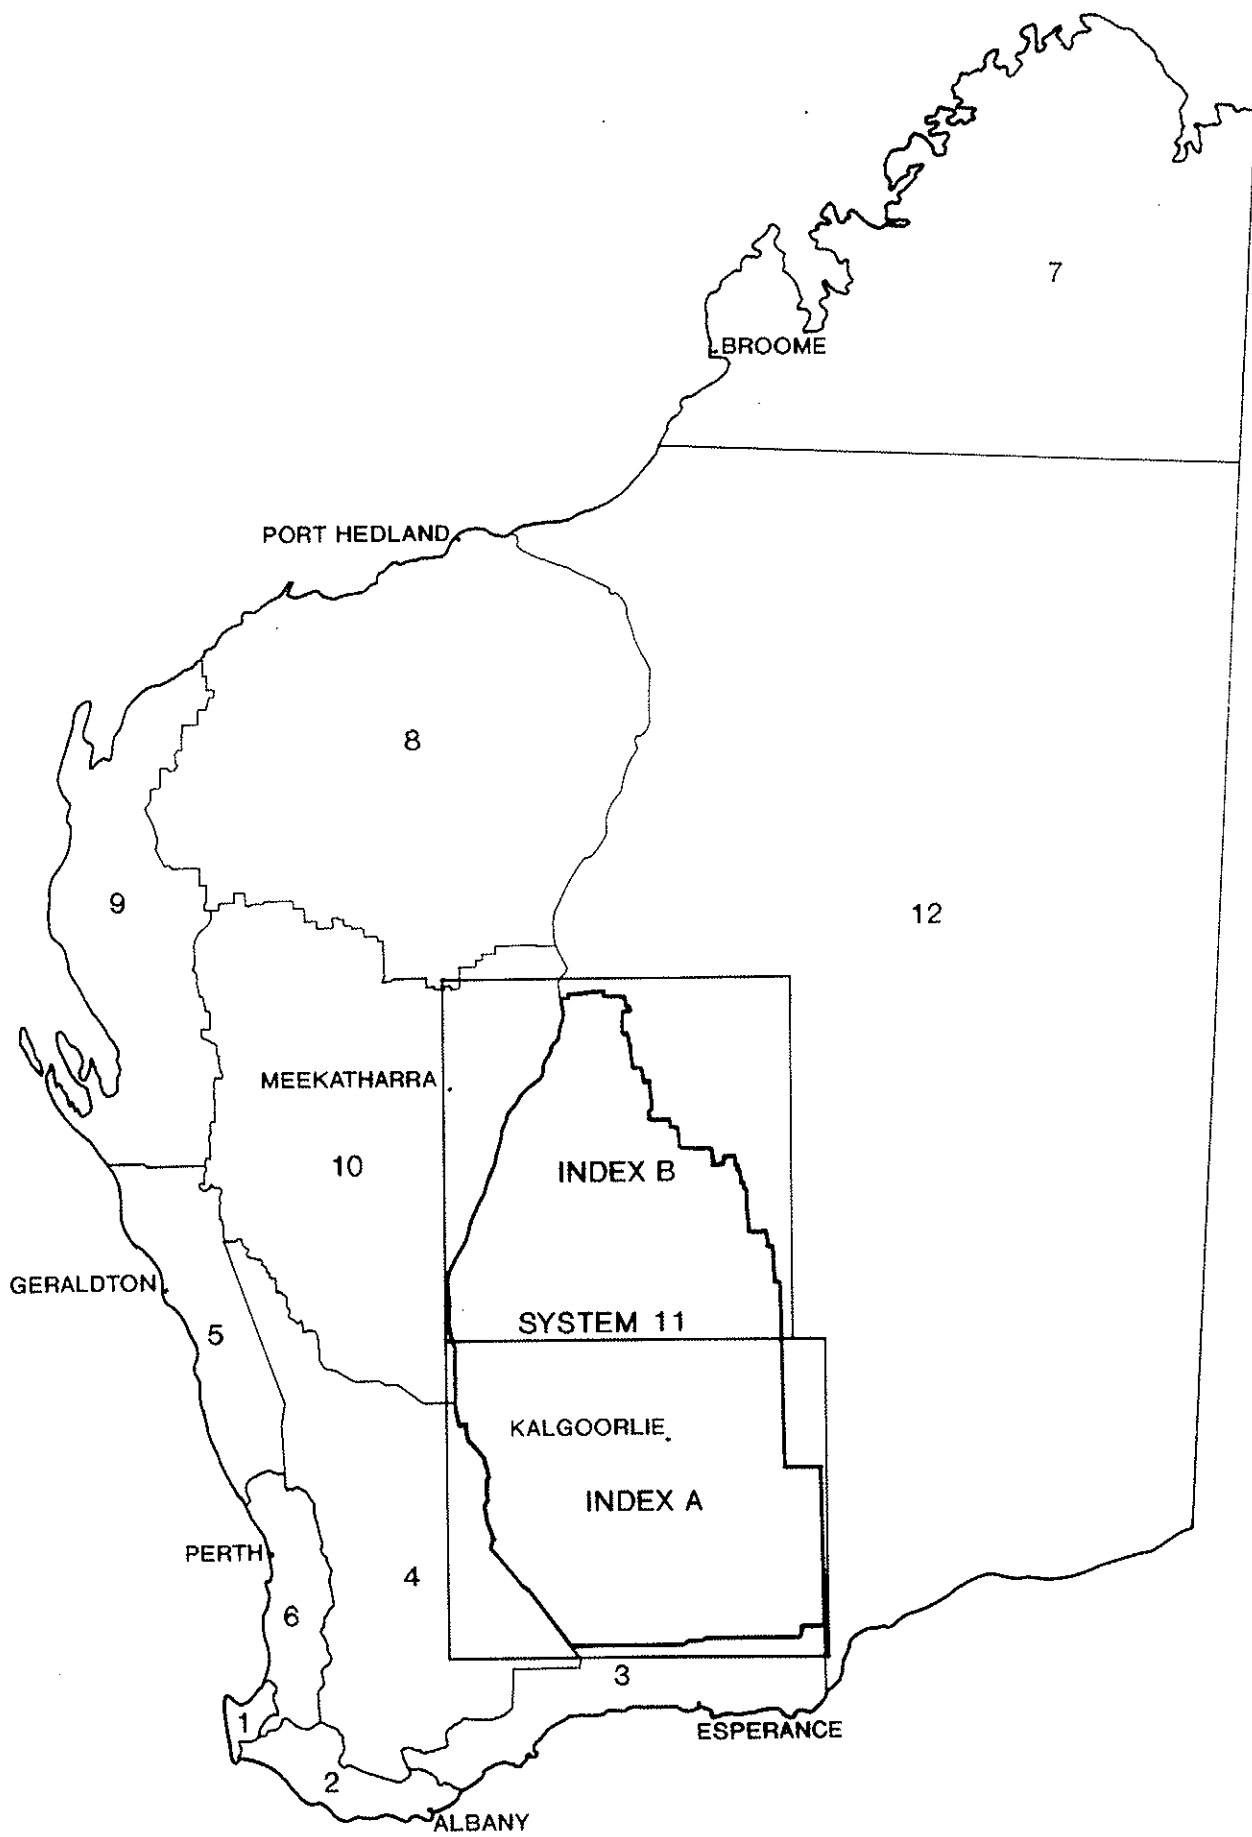 7
BROOME
PORT HEDLAND
8
9
12
MEEKATHARRA
10
INDEX B
GERALDTON
SYSTEM 11
5
KALGOORLIE
INDEX A
PERTH
4
6
3
1
ESPERANCE
2
ALBANY